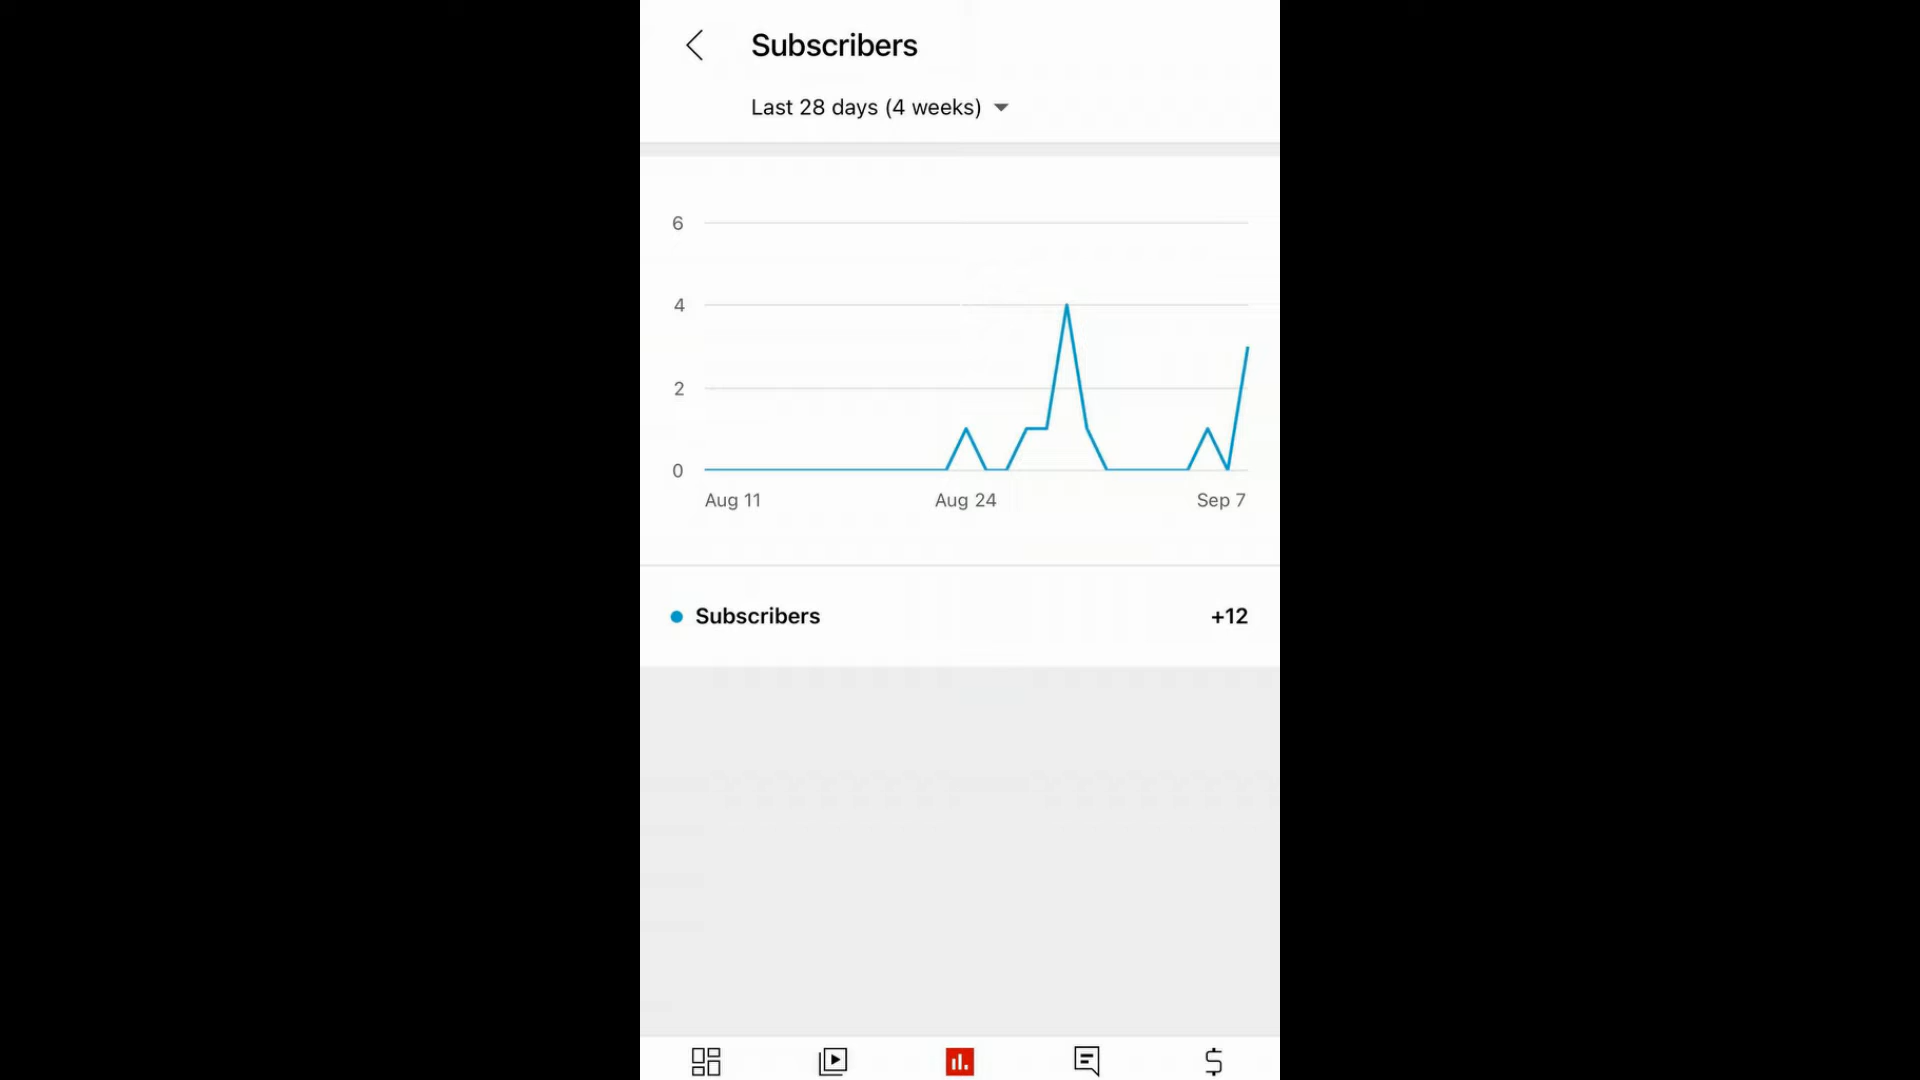 Subscribers
Last 28 days (4 weeks)
6
4
2
0
Aug 11 Aug 24 Sep 7
Subscribers +12